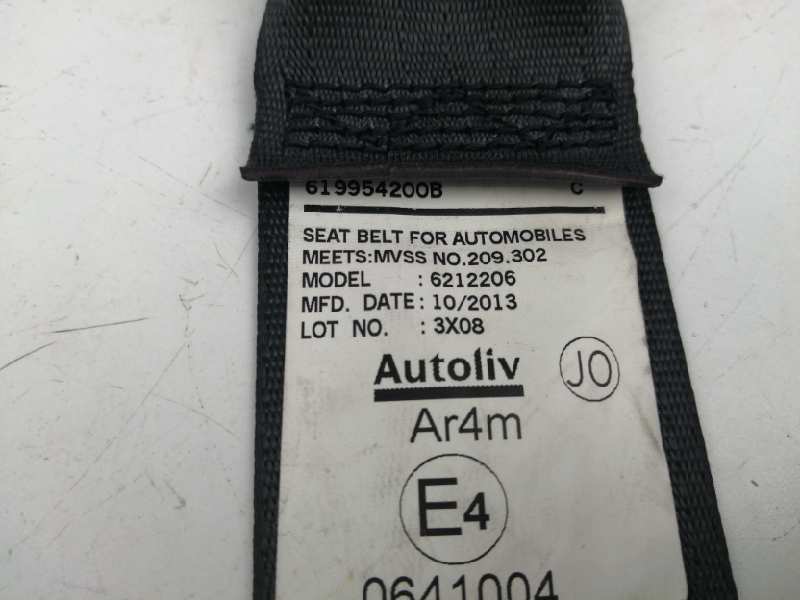 619954200B C
SEAT BELT FOR AUTOMOBILES
MEETS:MVSS NO.209.302
MODEL : 6212206
MFD. DATE: 10/2013
LOT NO. : 3X08
Autoliv JO
Ar4m
E4
0641004